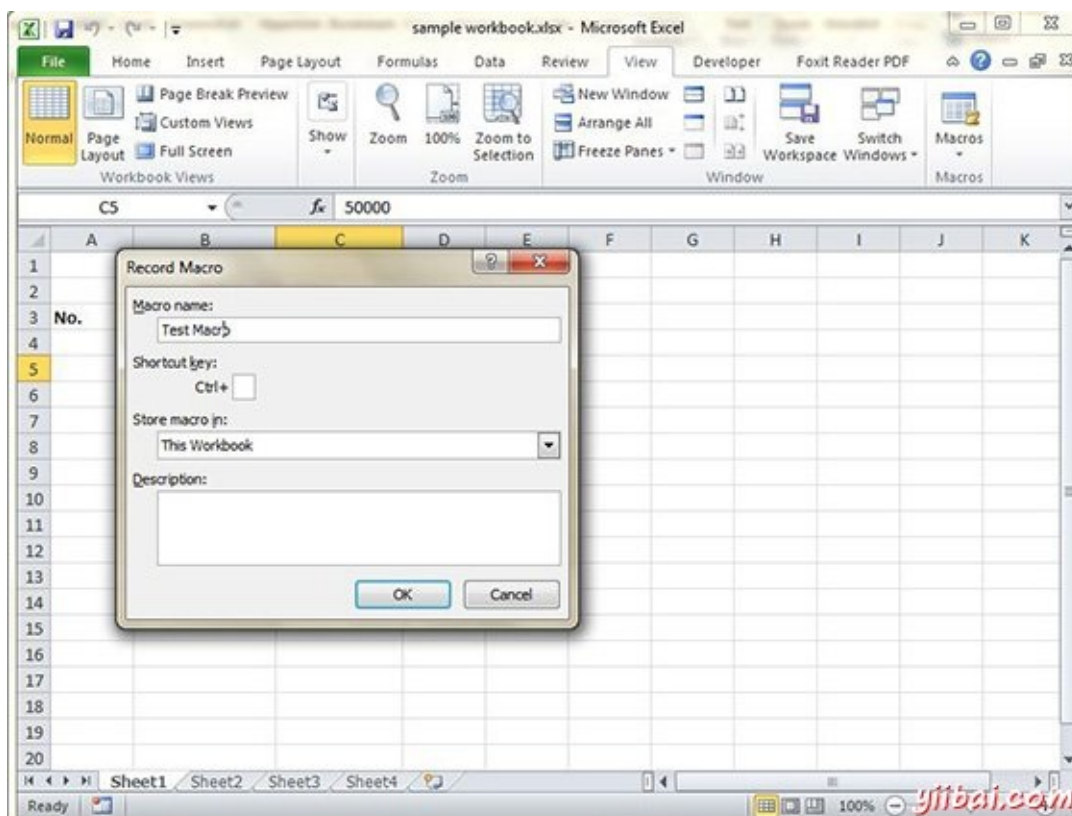 sample workbook.xlsx - Microsoft Excel
File Home Insert Page Layout Formulas Data Review View Developer Foxit Reader PDF
Normal
Page Layout
Page Break Preview
Custom Views
Full Screen
Workbook Views
Show
Zoom
100%
Zoom to Selection
Zoom
New Window
Arrange All
Freeze Panes
Save Workspace
Switch Windows
Window
Macros
Macros
C5 fx 50000
A B C D E F G H I J K
1
2
3 No.
4
5
6
7
8
9
10
11
12
13
14
15
16
17
18
19
20
Record Macro
Macro name:
Test Macro
Shortcut key:
Ctrl+
Store macro in:
This Workbook
Description:
OK Cancel
Sheet1 Sheet2 Sheet3 Sheet4
Ready 100%
yiibai.com